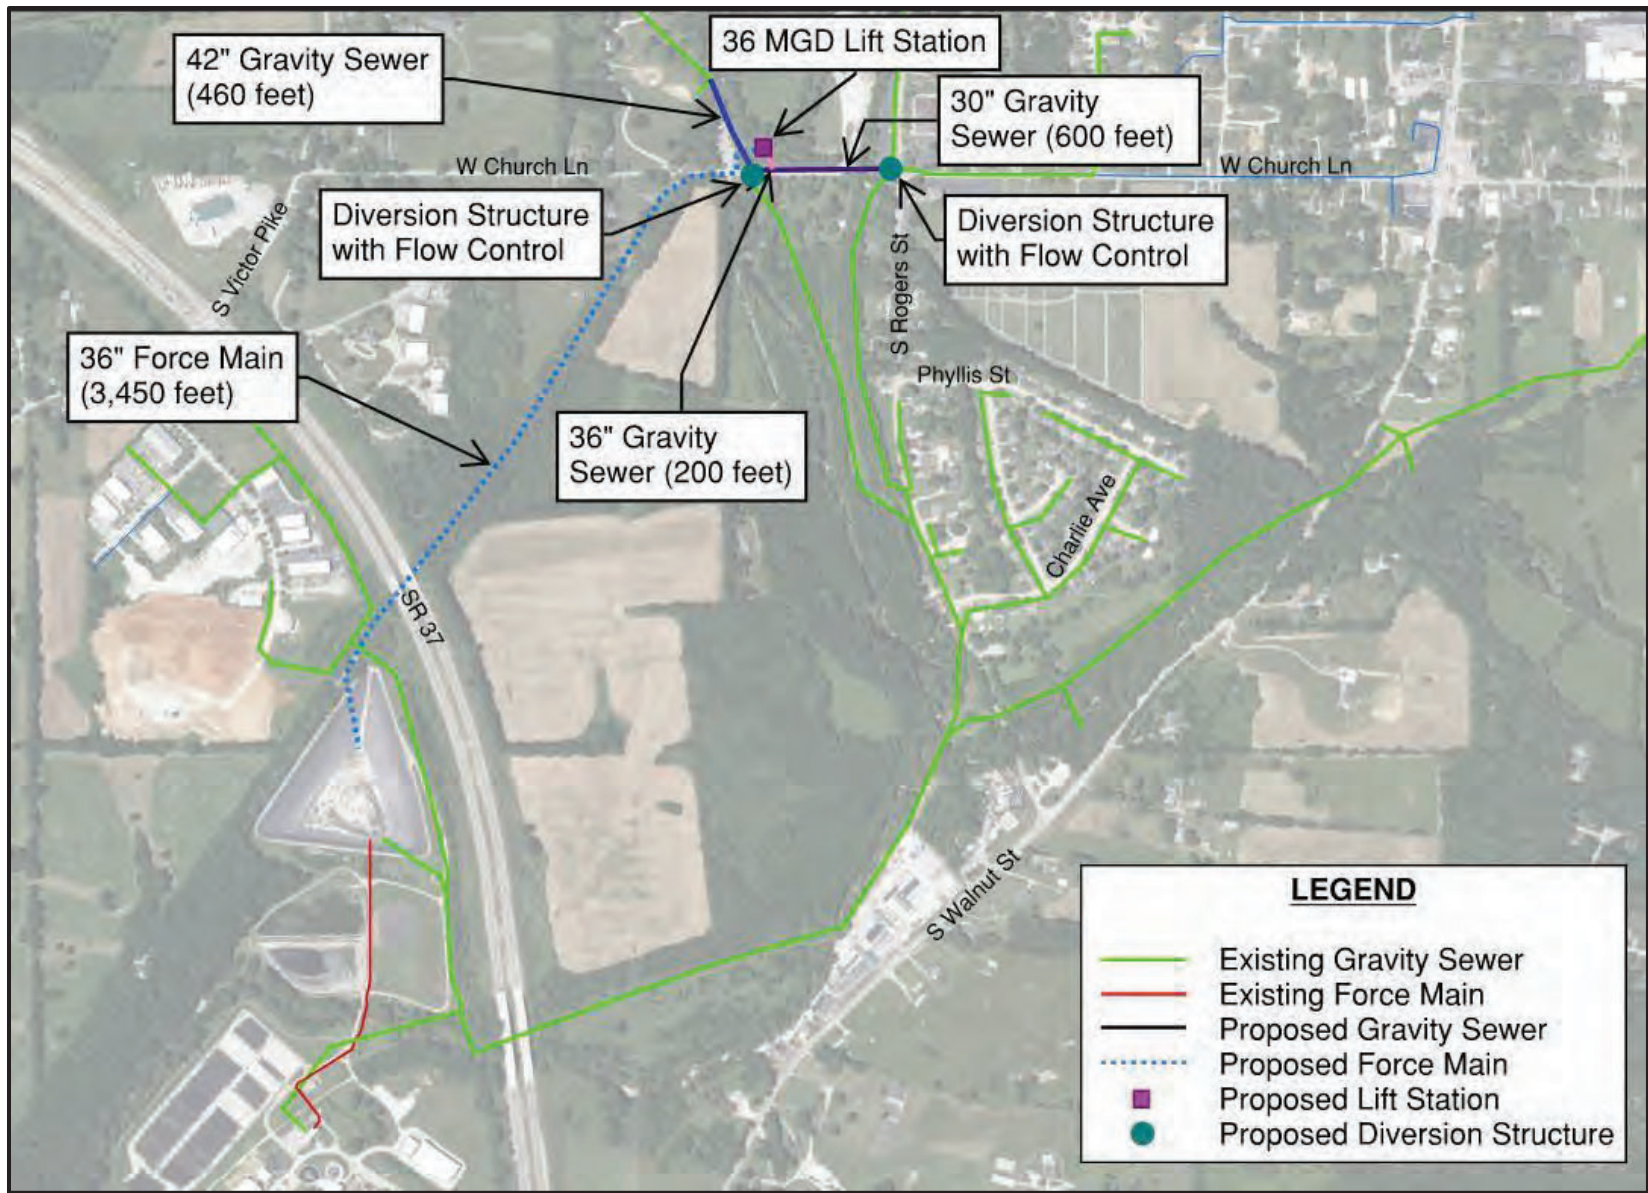 42" Gravity Sewer
(460 feet)
36 MGD Lift Station
30" Gravity
Sewer (600 feet)
W Church Ln
W Church Ln
Diversion Structure
with Flow Control
Diversion Structure
with Flow Control
S Victor Pike
S Rogers St
36" Force Main
(3,450 feet)
Phyllis St
36" Gravity
Sewer (200 feet)
Charlie Ave
SR 37
S Walnut St
LEGEND
Existing Gravity Sewer
Existing Force Main
Proposed Gravity Sewer
Proposed Force Main
Proposed Lift Station
Proposed Diversion Structure